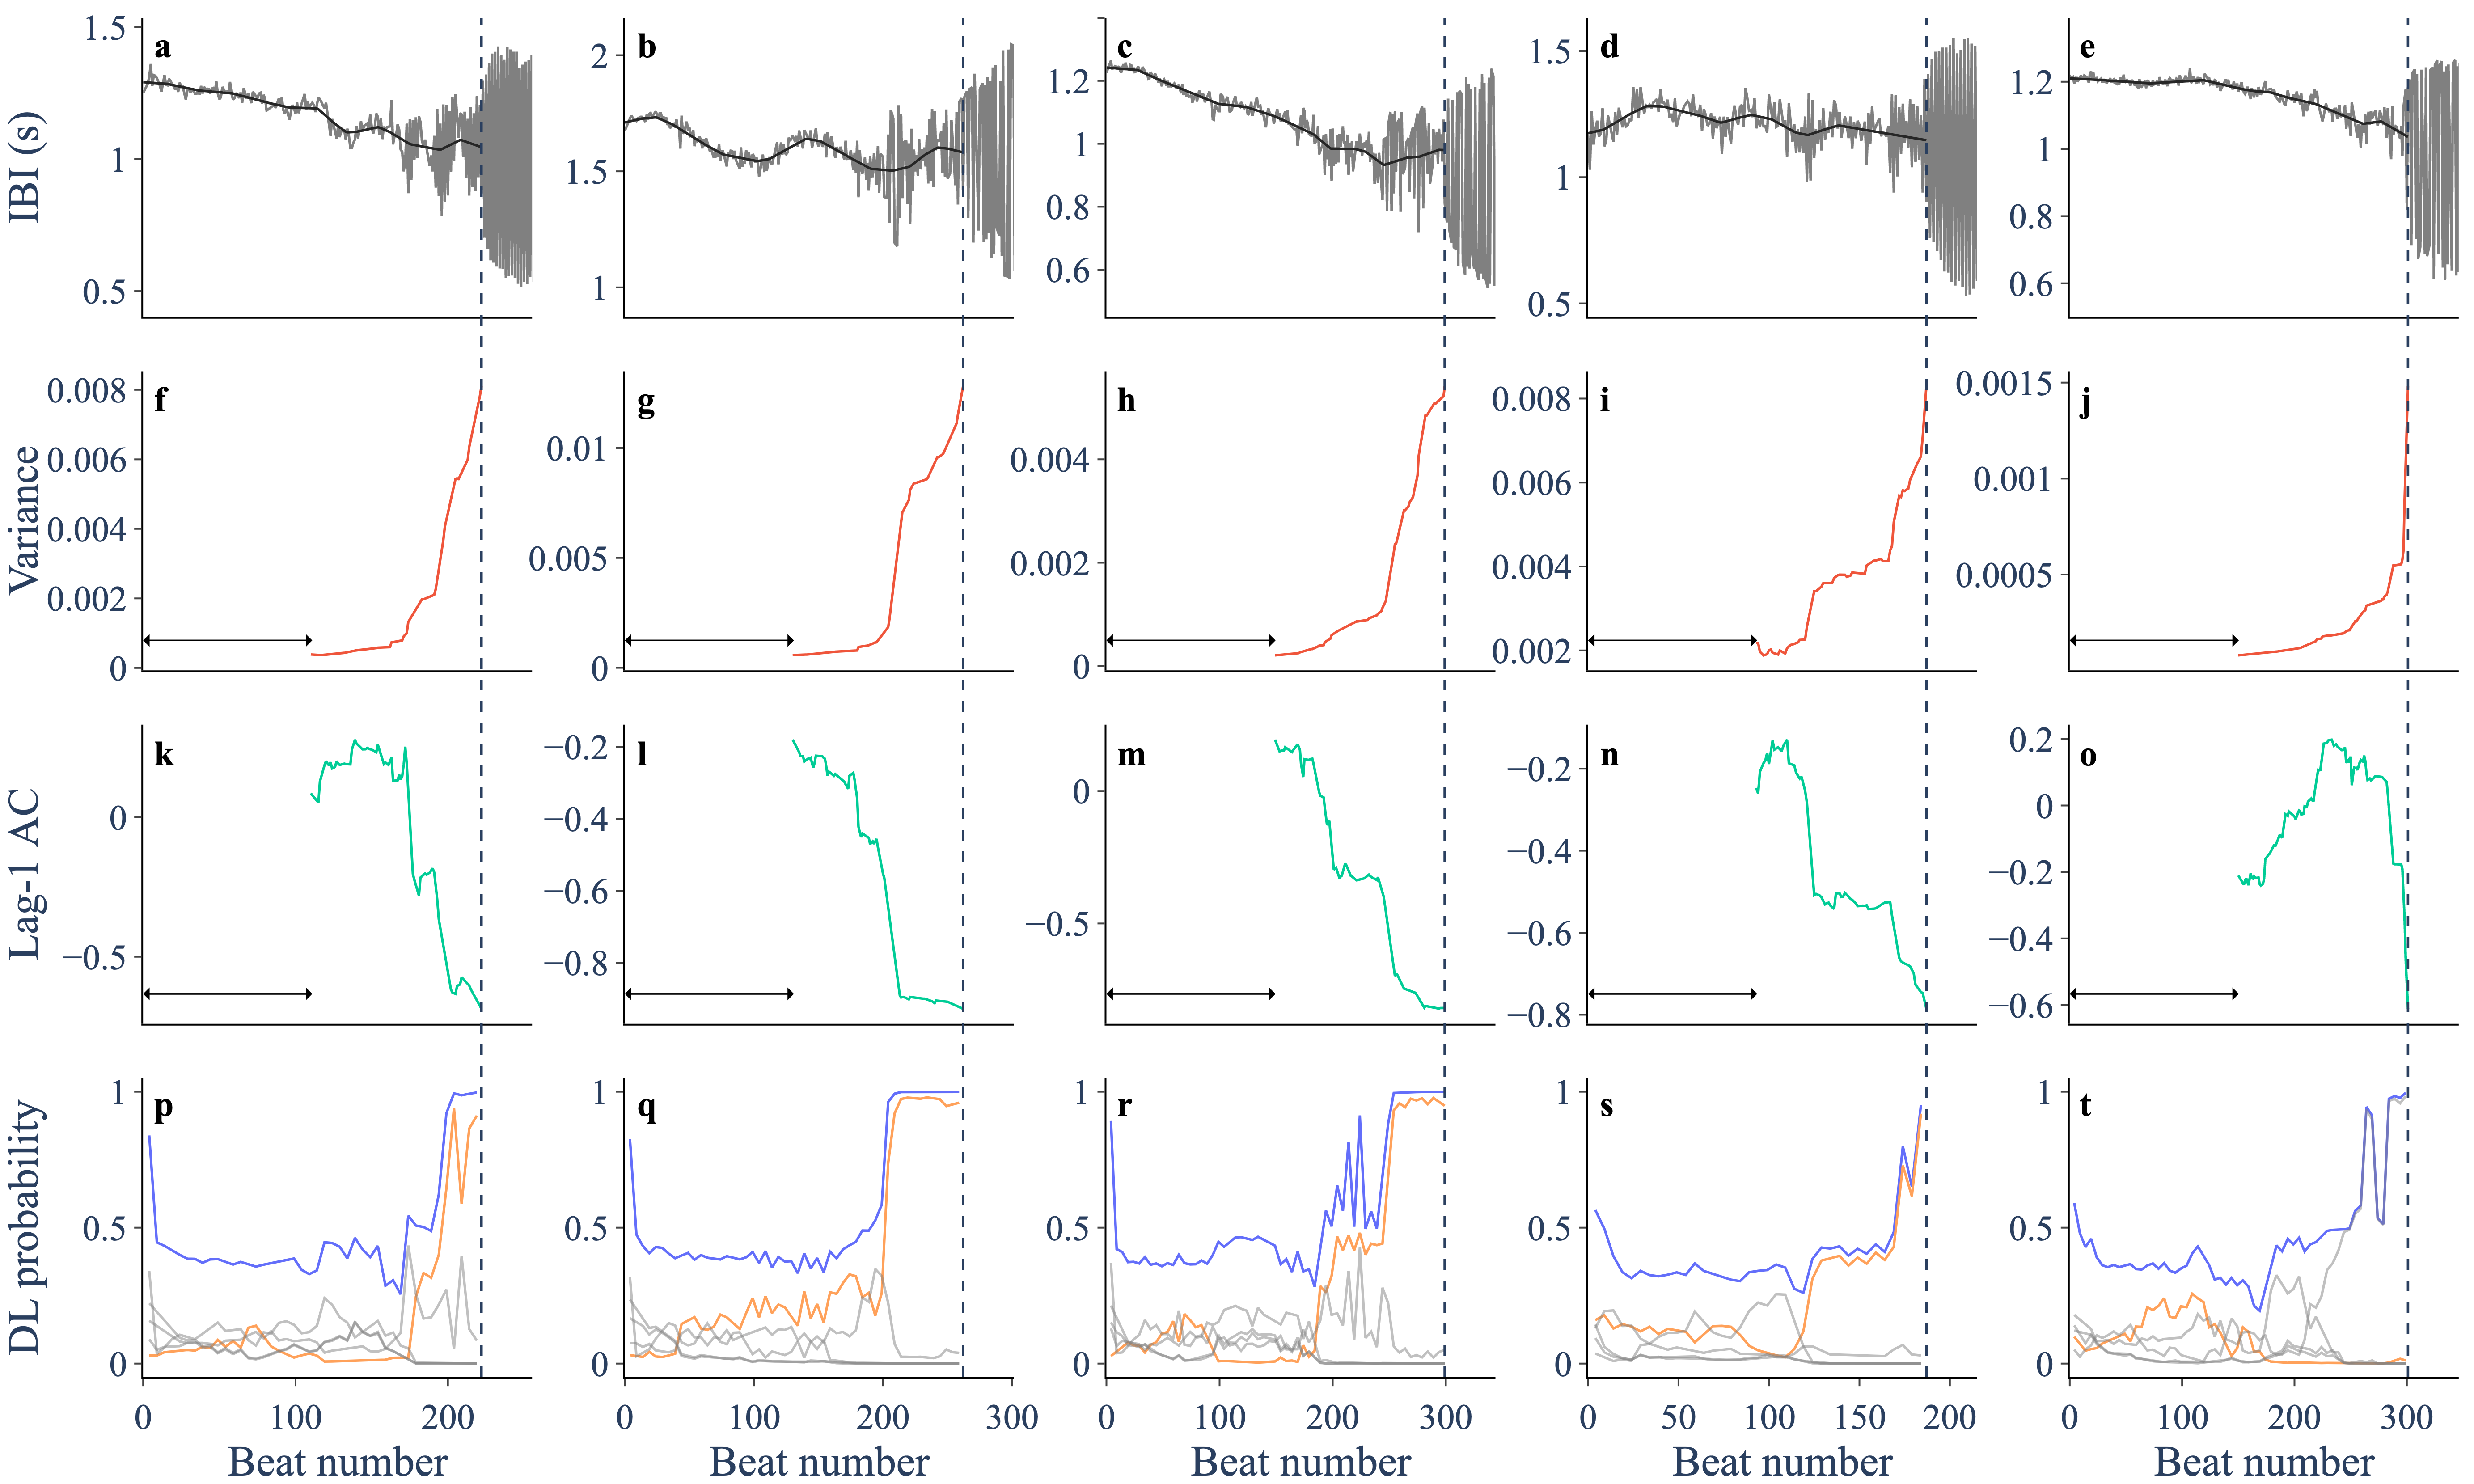 IBI (s)
a
1.5
1
0.5
b
2
1.5
1
c
1.2
1
0.8
0.6
d
1.5
1
0.5
e
1.2
1
0.8
0.6
Variance
f
0.008
0.006
0.004
0.002
0
g
0.01
0.005
0
h
0.004
0.002
0
i
0.008
0.006
0.004
0.002
j
0.0015
0.001
0.0005
Lag-1 AC
k
0
−0.5
l
−0.2
−0.4
−0.6
−0.8
m
0
−0.5
n
−0.2
−0.4
−0.6
−0.8
o
0.2
0
−0.2
−0.4
−0.6
DL probability
p
1
0.5
0
q
1
0.5
0
r
1
0.5
0
s
1
0.5
0
t
1
0.5
0
0 100 200
0 100 200 300
0 100 200 300
0 50 100 150 200
0 100 200 300
Beat number
Beat number
Beat number
Beat number
Beat number